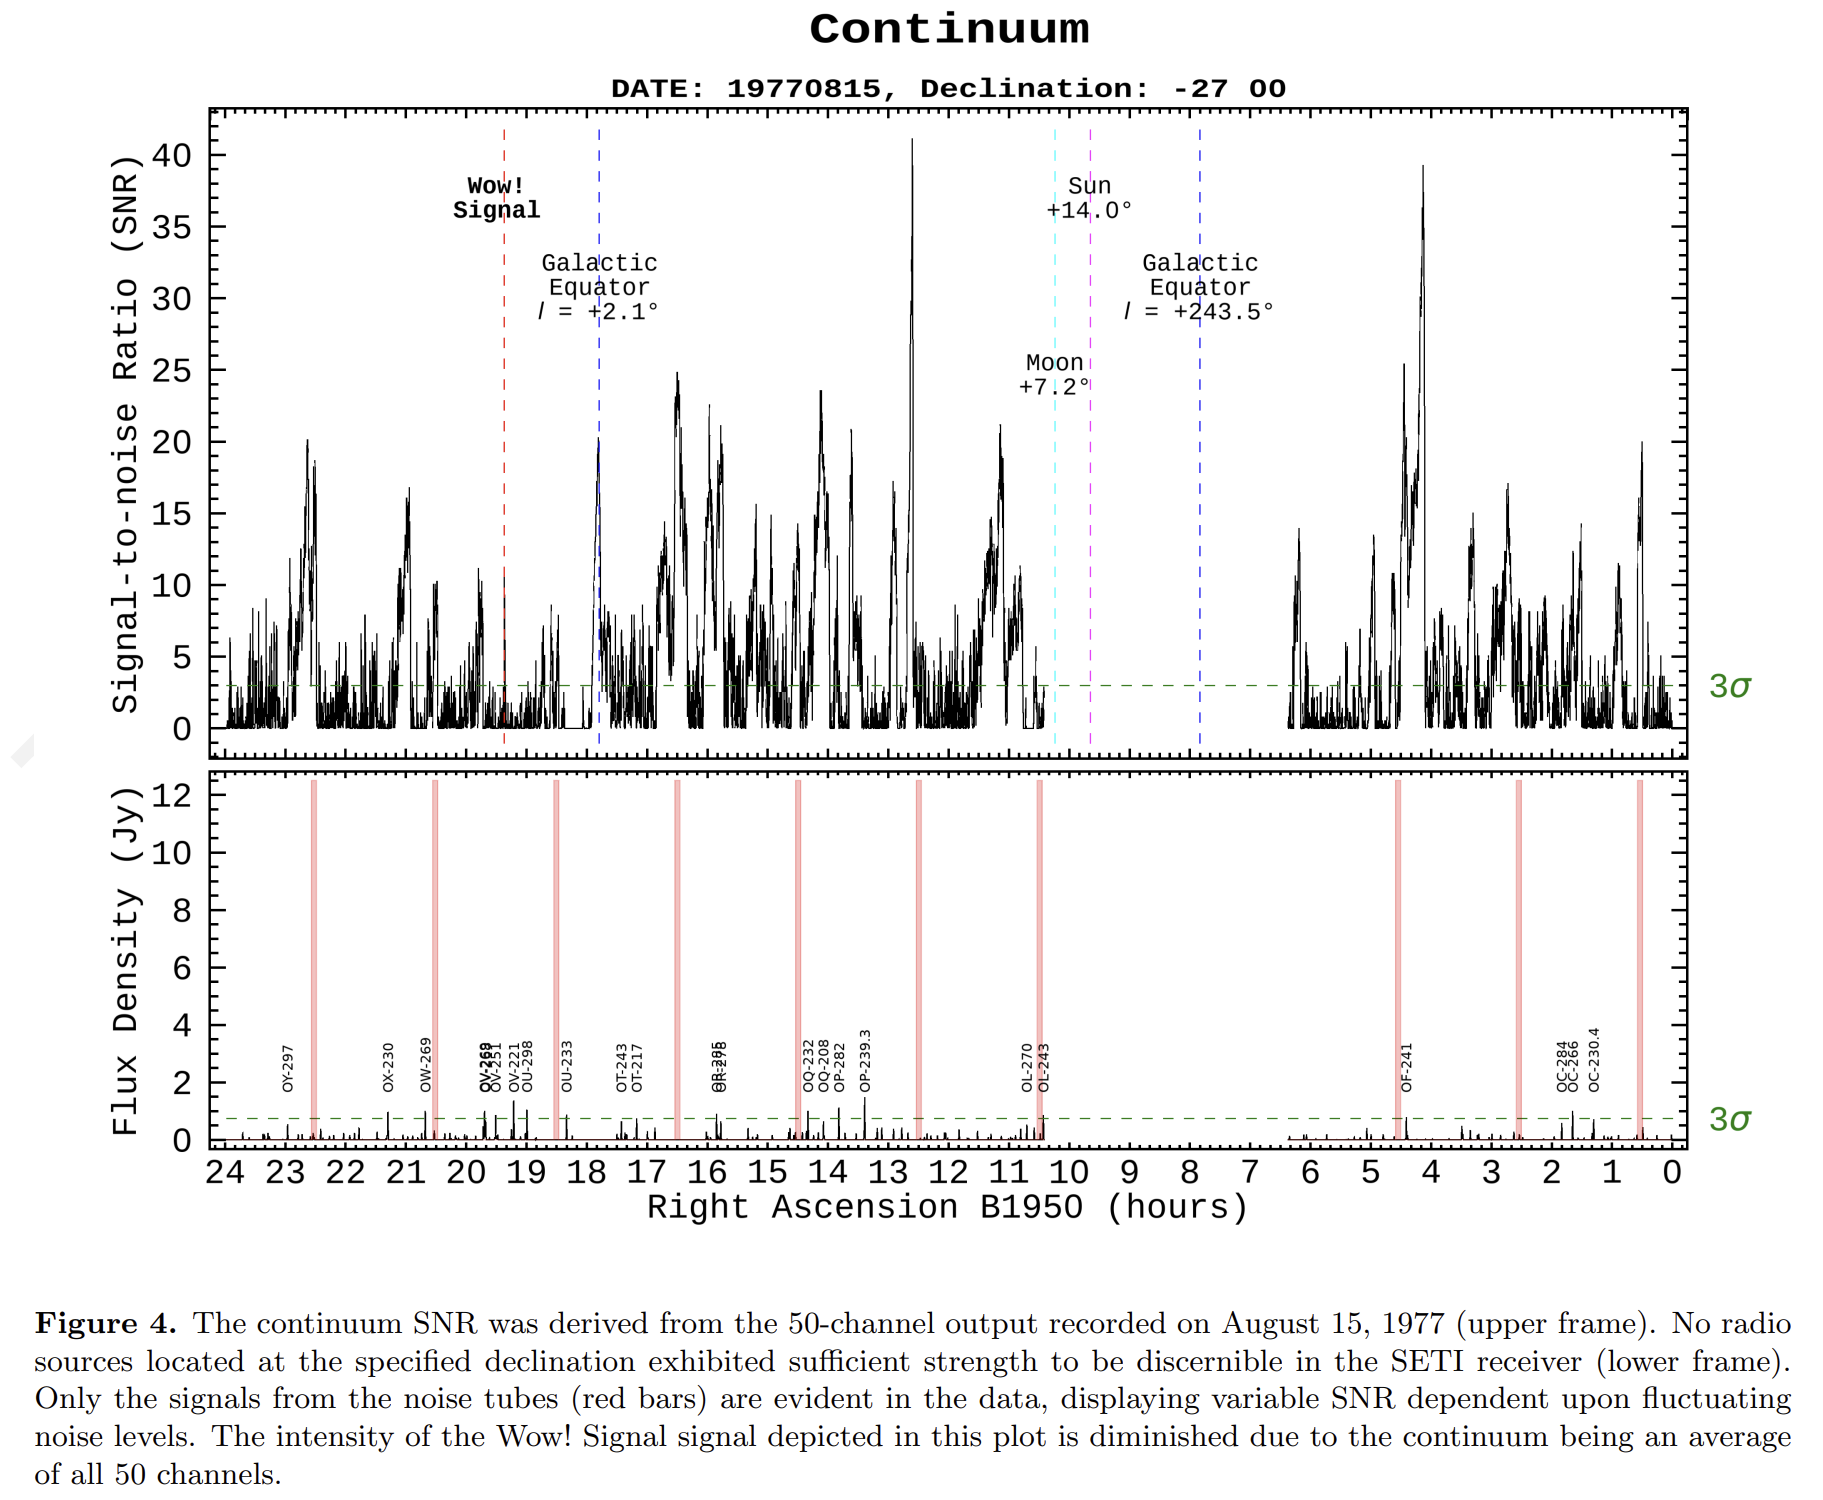 Continuum
DATE: 19770815, Declination: -27 00
Signal-to-noise Ratio (SNR)
40
35
30
25
20
15
10
5
0
Wow!
Signal
Galactic
Equator
l = +2.1°
Moon
+7.2°
Sun
+14.0°
Galactic
Equator
l = +243.5°
3σ
Flux Density (Jy)
12
10
8
6
4
2
0
OY-297
OX-230
OW-269
OV-251
OV-221
OU-298
OU-233
OT-243
OT-217
OQ-232
OQ-208
OP-282
OP-239.3
OL-270
OL-243
OF-241
OC-284
OC-266
OC-230.4
3σ
24 23 22 21 20 19 18 17 16 15 14 13 12 11 10 9 8 7 6 5 4 3 2 1 0
Right Ascension B1950 (hours)
Figure 4. The continuum SNR was derived from the 50-channel output recorded on August 15, 1977 (upper frame). No radio
sources located at the specified declination exhibited sufficient strength to be discernible in the SETI receiver (lower frame).
Only the signals from the noise tubes (red bars) are evident in the data, displaying variable SNR dependent upon fluctuating
noise levels. The intensity of the Wow! Signal signal depicted in this plot is diminished due to the continuum being an average
of all 50 channels.